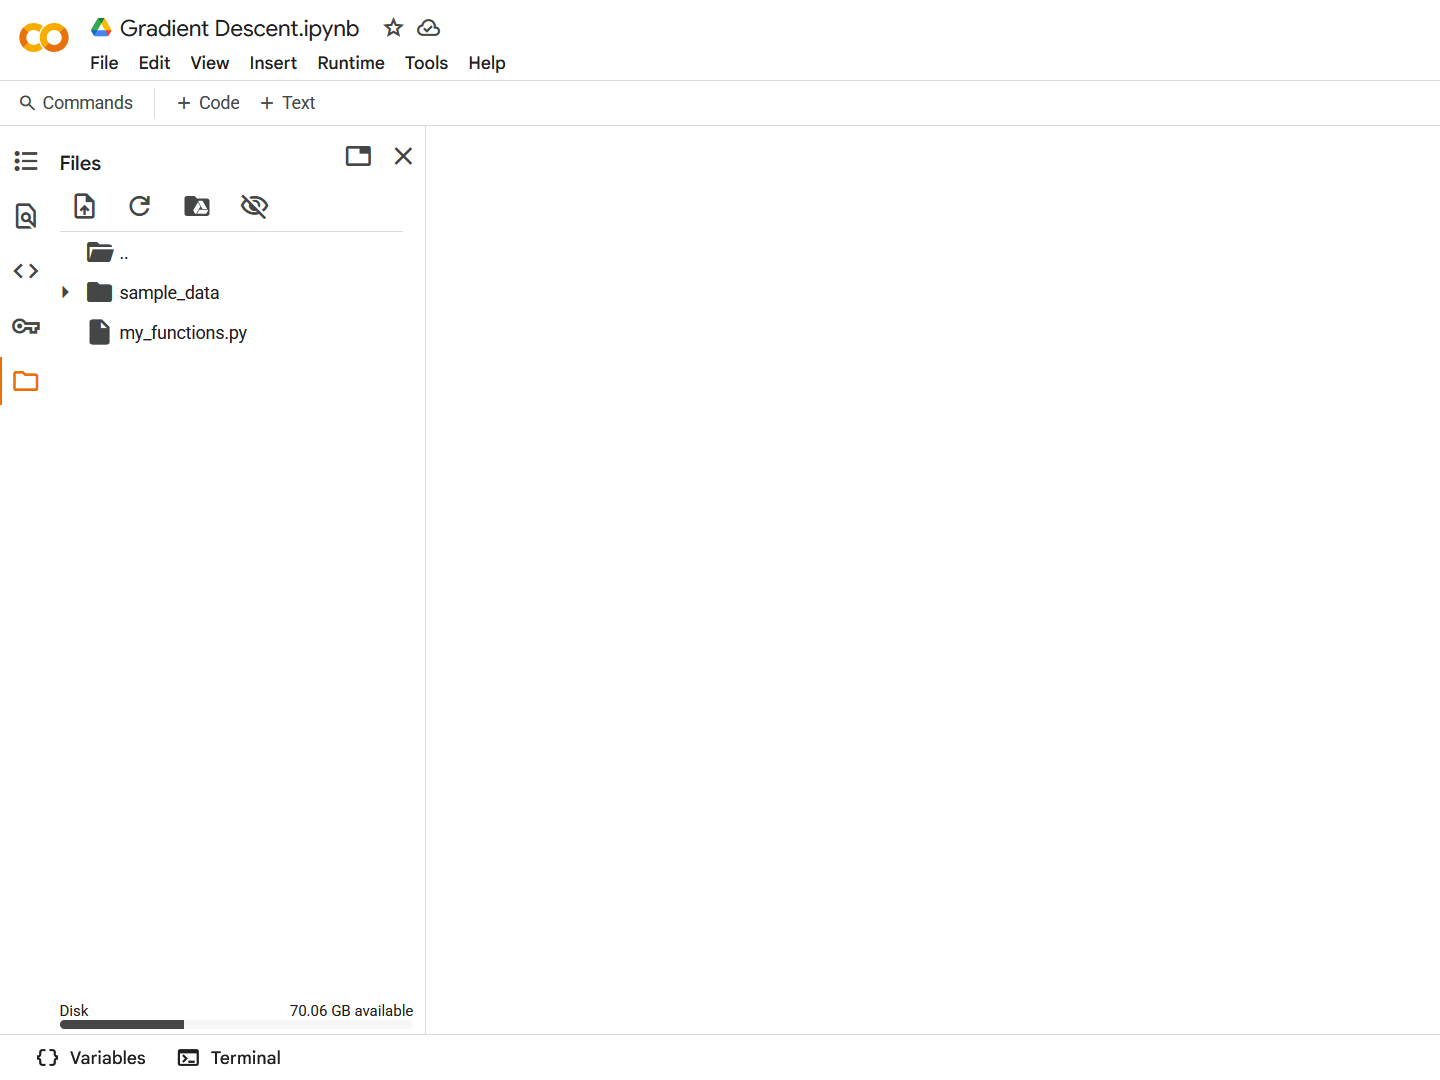 Gradient Descent.ipynb
File Edit View Insert Runtime Tools Help
Commands + Code + Text
Files
..
sample_data
my_functions.py
Disk 70.06 GB available
Variables Terminal